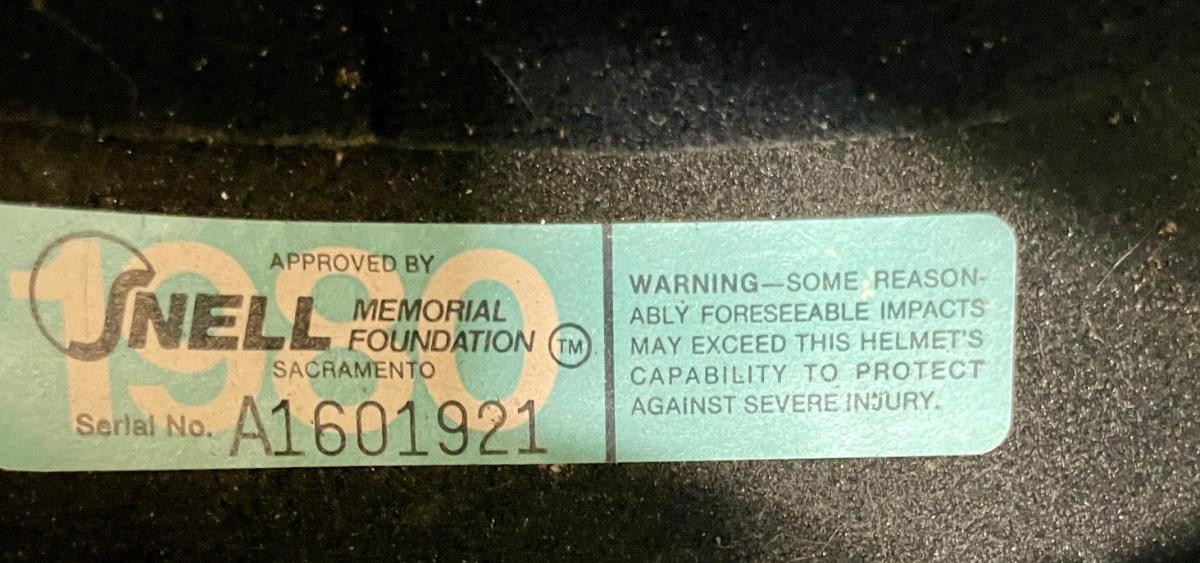 1980
APPROVED BY
SNELL MEMORIAL
FOUNDATION TM
SACRAMENTO
Serial No. A1601921
WARNING—SOME REASON-
ABLY FORESEEABLE IMPACTS
MAY EXCEED THIS HELMET'S
CAPABILITY TO PROTECT
AGAINST SEVERE INJURY.